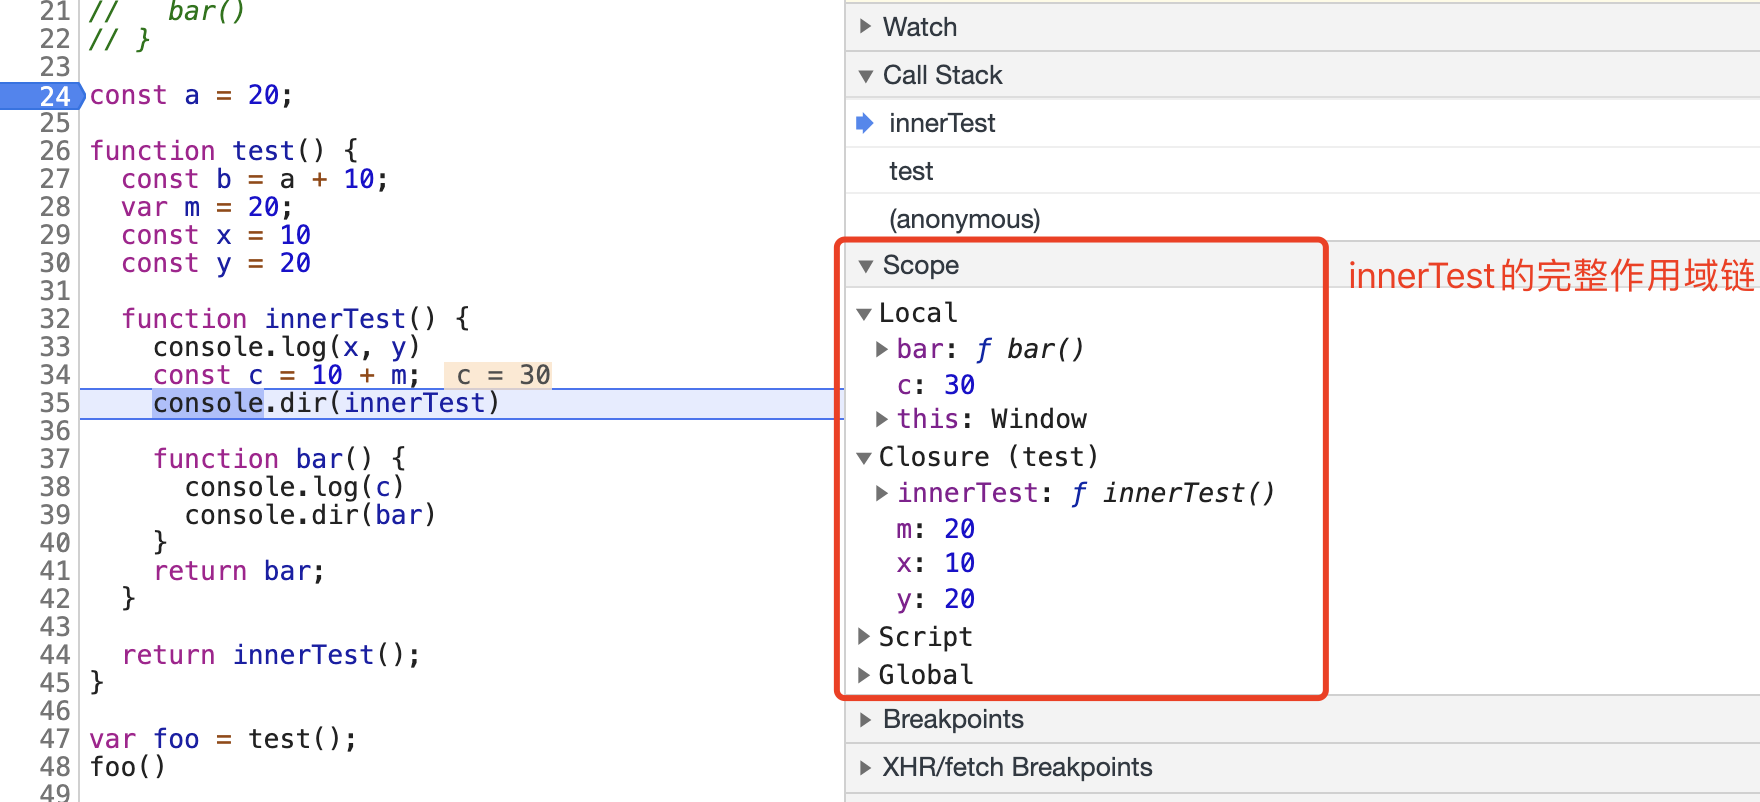 21 //   bar()
22 // }
23
24 const a = 20;
25
26 function test() {
27   const b = a + 10;
28   var m = 20;
29   const x = 10
30   const y = 20
31
32   function innerTest() {
33     console.log(x, y)
34     const c = 10 + m;  c = 30
35     console.dir(innerTest)
36
37     function bar() {
38       console.log(c)
39       console.dir(bar)
40     }
41     return bar;
42   }
43
44   return innerTest();
45 }
46
47 var foo = test();
48 foo()
49
Watch
Call Stack
innerTest
test
(anonymous)
Scope
innerTest的完整作用域链
Local
bar: ƒ bar()
c: 30
this: Window
Closure (test)
innerTest: ƒ innerTest()
m: 20
x: 10
y: 20
Script
Global
Breakpoints
XHR/fetch Breakpoints